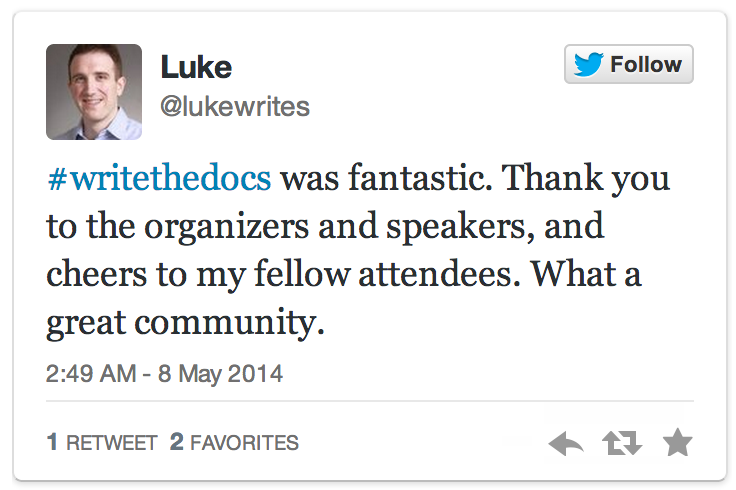 Luke
@lukewrites
Follow
#writethedocs was fantastic. Thank you
to the organizers and speakers, and
cheers to my fellow attendees. What a
great community.
2:49 AM - 8 May 2014
1 RETWEET 2 FAVORITES